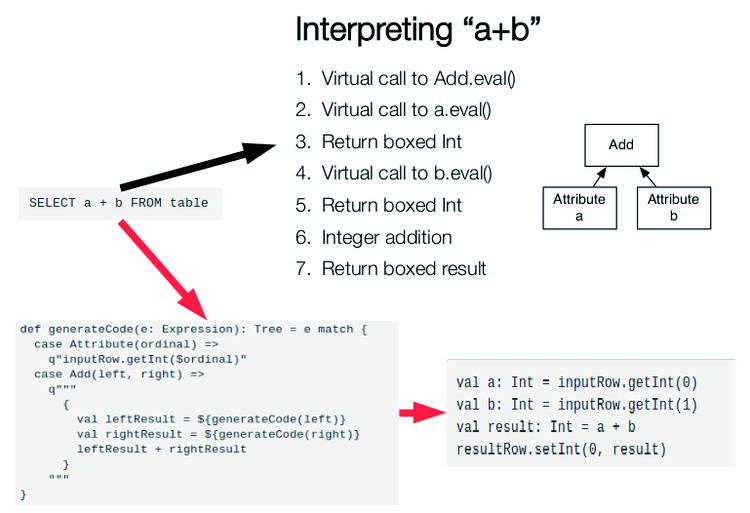 Interpreting “a+b”
1. Virtual call to Add.eval()
2. Virtual call to a.eval()
3. Return boxed Int
4. Virtual call to b.eval()
5. Return boxed Int
6. Integer addition
7. Return boxed result
Add
Attribute
a
Attribute
b
SELECT a + b FROM table
def generateCode(e: Expression): Tree = e match {
  case Attribute(ordinal) =>
    q"inputRow.getInt($ordinal)"
  case Add(left, right) =>
    q"""
      {
        val leftResult = ${generateCode(left)}
        val rightResult = ${generateCode(right)}
        leftResult + rightResult
      }
    """
}
val a: Int = inputRow.getInt(0)
val b: Int = inputRow.getInt(1)
val result: Int = a + b
resultRow.setInt(0, result)